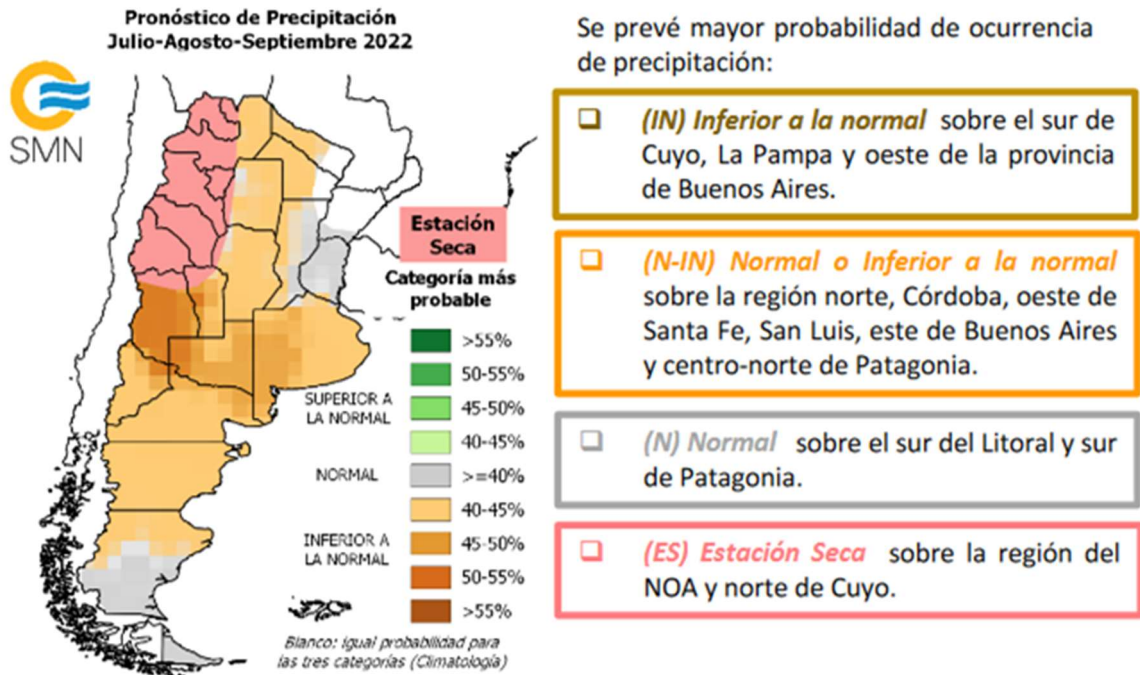 Pronóstico de Precipitación
Julio-Agosto-Septiembre 2022
SMN
Estación
Seca
Categoría más
probable
>55%
50-55%
45-50%
40-45%
SUPERIOR A
LA NORMAL
NORMAL
>=40%
40-45%
45-50%
50-55%
>55%
INFERIOR A
LA NORMAL
Blanco: igual probabilidad para
las tres categorías (Climatología)
Se prevé mayor probabilidad de ocurrencia
de precipitación:
(IN) Inferior a la normal sobre el sur de
Cuyo, La Pampa y oeste de la provincia
de Buenos Aires.
(N-IN) Normal o Inferior a la normal
sobre la región norte, Córdoba, oeste de
Santa Fe, San Luis, este de Buenos Aires
y centro-norte de Patagonia.
(N) Normal sobre el sur del Litoral y sur
de Patagonia.
(ES) Estación Seca sobre la región del
NOA y norte de Cuyo.